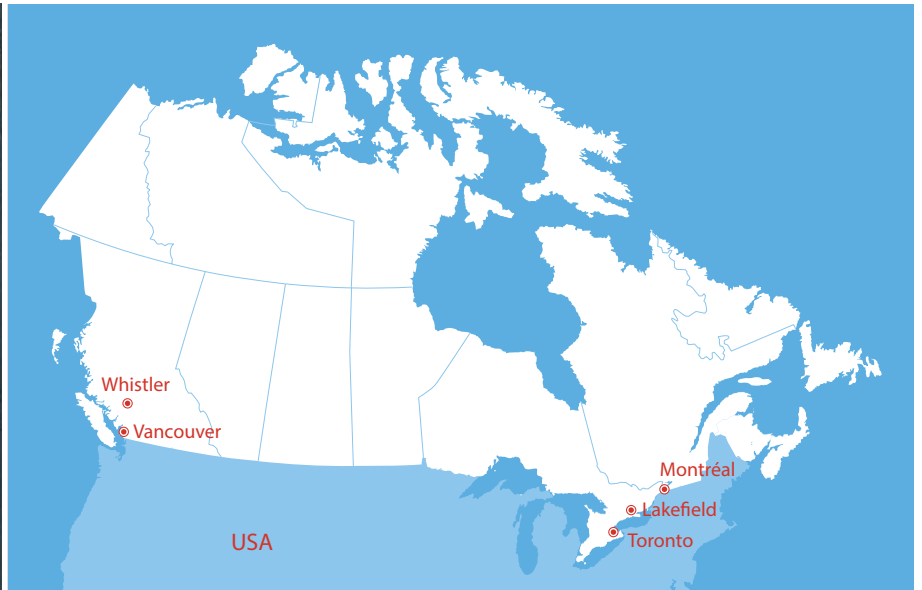 Whistler
Vancouver
Montréal
Lakefield
Toronto
USA